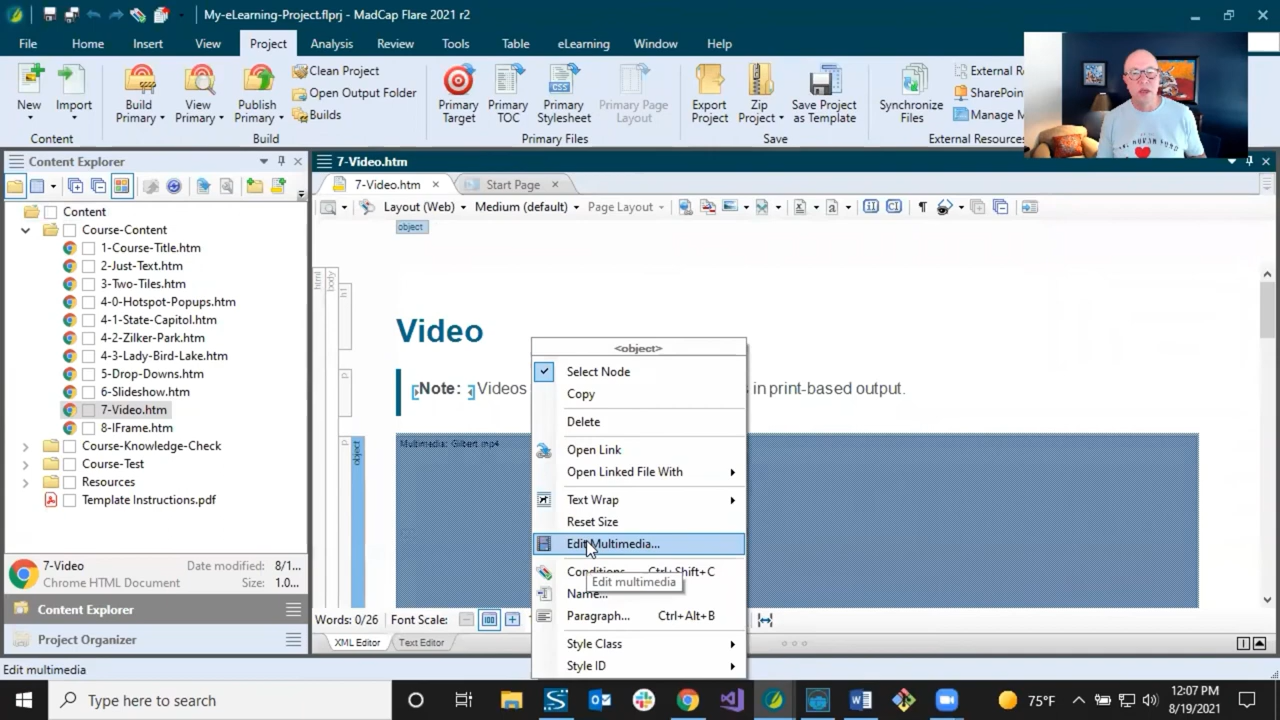 My-eLearning-Project.flprj - MadCap Flare 2021 r2
File Home Insert View Project Analysis Review Tools Table eLearning Window Help
New
Import
Content
Build Primary
View Primary
Publish Primary
Clean Project
Open Output Folder
Builds
Build
Primary Target
Primary TOC
Primary Stylesheet
Primary Page Layout
Primary Files
Export Project
Zip Project
Save Project as Template
Save
Synchronize Files
External R
SharePoin
Manage M
External Resources
Content Explorer
Content
Course-Content
1-Course-Title.htm
2-Just-Text.htm
3-Two-Tiles.htm
4-0-Hotspot-Popups.htm
4-1-State-Capitol.htm
4-2-Zilker-Park.htm
4-3-Lady-Bird-Lake.htm
5-Drop-Downs.htm
6-Slideshow.htm
7-Video.htm
8-IFrame.htm
Course-Knowledge-Check
Course-Test
Resources
Template Instructions.pdf
7-Video Date modified: 8/1...
Chrome HTML Document Size: 1.0...
Content Explorer
Project Organizer
Edit multimedia
7-Video.htm
7-Video.htm Start Page
Layout (Web) Medium (default) Page Layout
object
html
body
h1
p
p
object
Video
Note: Videos in print-based output.
Multimedia: Gilbert.mp4
<object>
Select Node
Copy
Delete
Open Link
Open Linked File With
Text Wrap
Reset Size
Edit Multimedia...
Conditions Ctrl+Shift+C
Edit multimedia
Name...
Paragraph... Ctrl+Alt+B
Style Class
Style ID
Words: 0/26 Font Scale:
XML Editor Text Editor
Type here to search
75°F
12:07 PM
8/19/2021